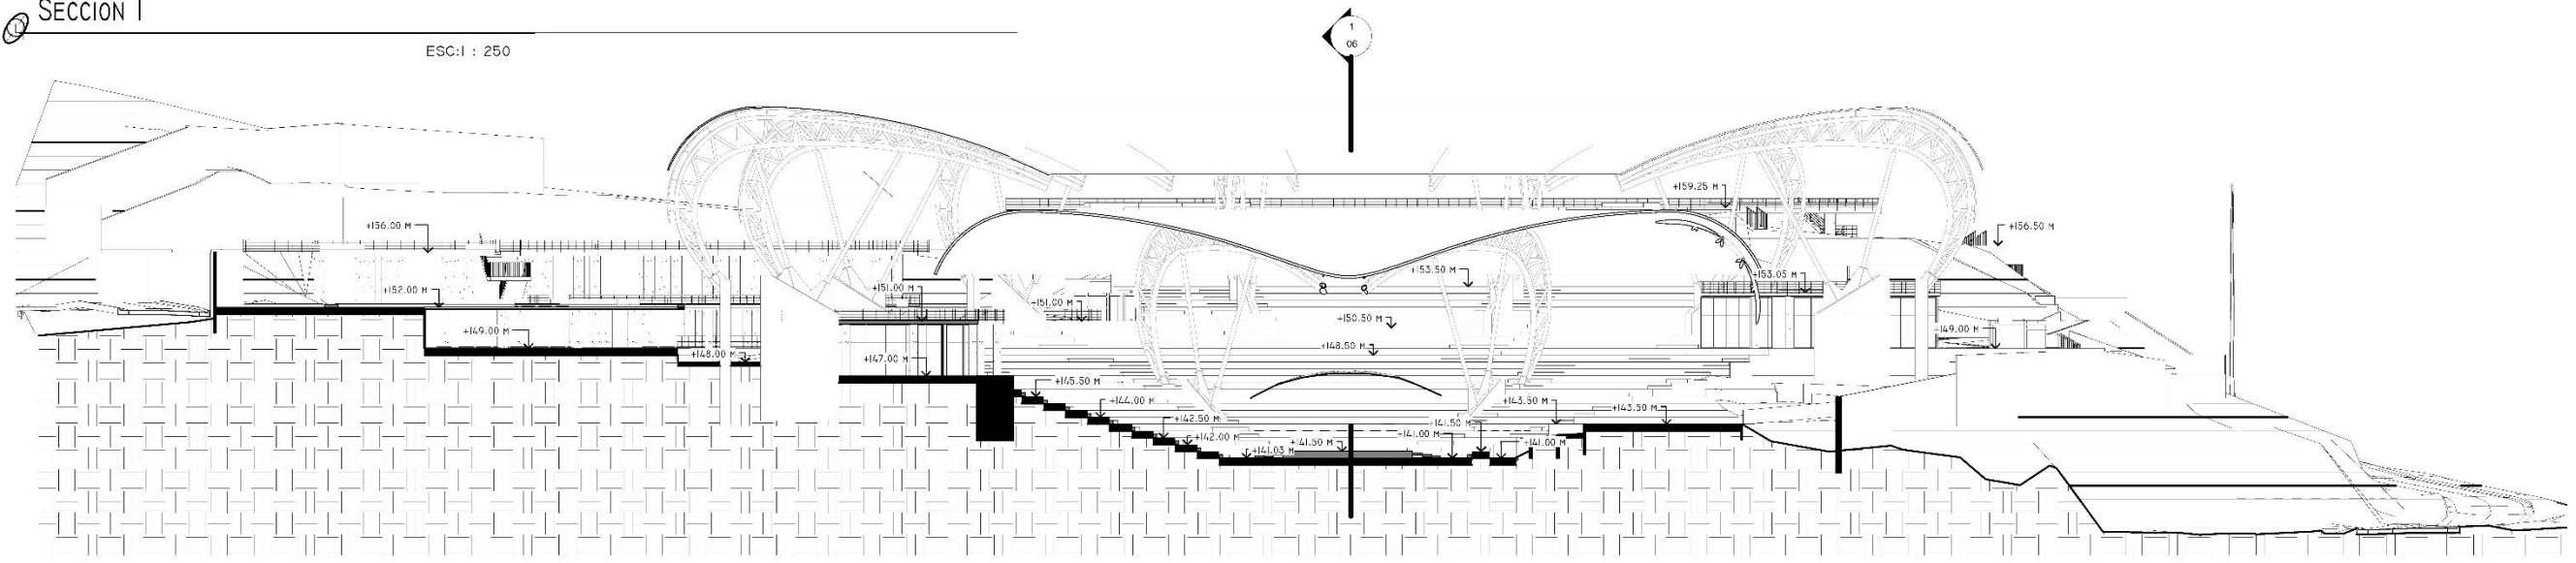 SECCION I
ESC:I : 250
1
06
+159.25 M
+156.00 M
+156.50 M
+153.50 M
+153.05 M
+152.00 M
+151.00 M
+151.00 M
+150.50 M
+149.00 M
+149.00 M
+148.50 M
+148.00 M
+147.00 M
+145.50 M
+144.00 M
+143.50 M
+143.50 M
+142.50 M
+141.50 M
+142.00 M
+141.50 M
+141.00 M
+141.00 M
+141.03 M